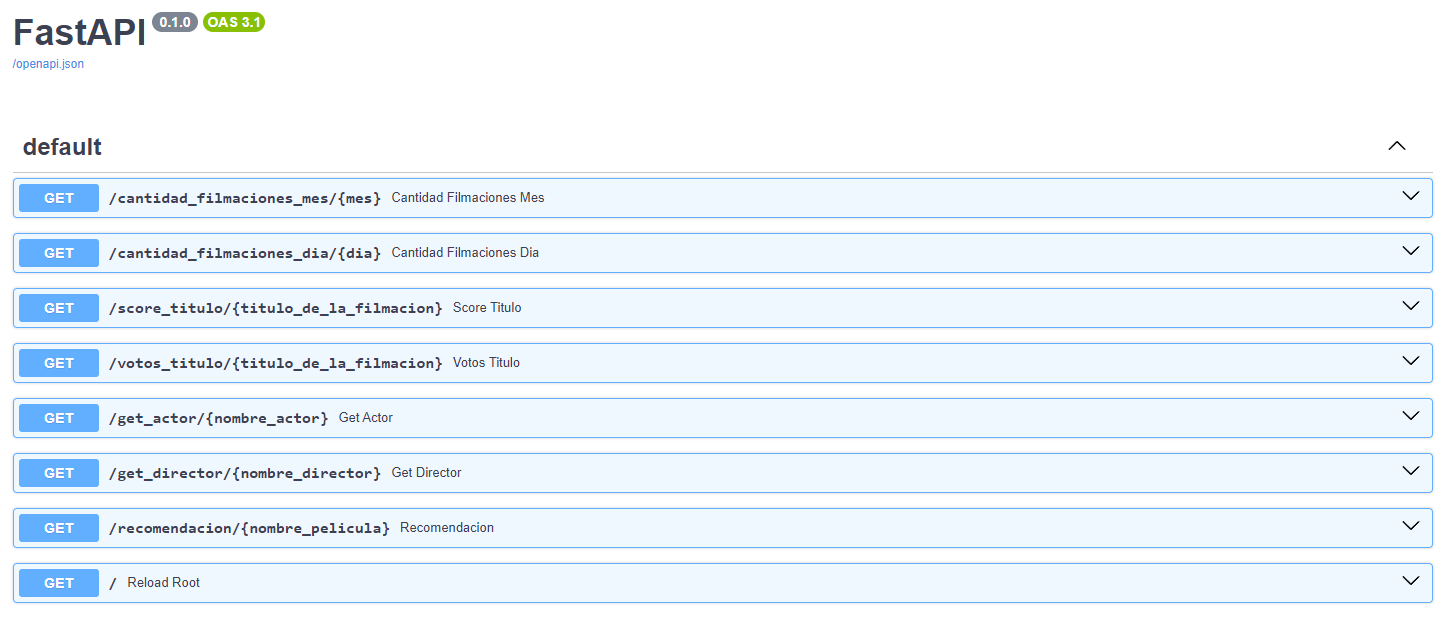 FastAPI 0.1.0 OAS 3.1
/openapi.json
default
GET /cantidad_filmaciones_mes/{mes} Cantidad Filmaciones Mes
GET /cantidad_filmaciones_dia/{dia} Cantidad Filmaciones Dia
GET /score_titulo/{titulo_de_la_filmacion} Score Titulo
GET /votos_titulo/{titulo_de_la_filmacion} Votos Titulo
GET /get_actor/{nombre_actor} Get Actor
GET /get_director/{nombre_director} Get Director
GET /recomendacion/{nombre_pelicula} Recomendacion
GET / Reload Root